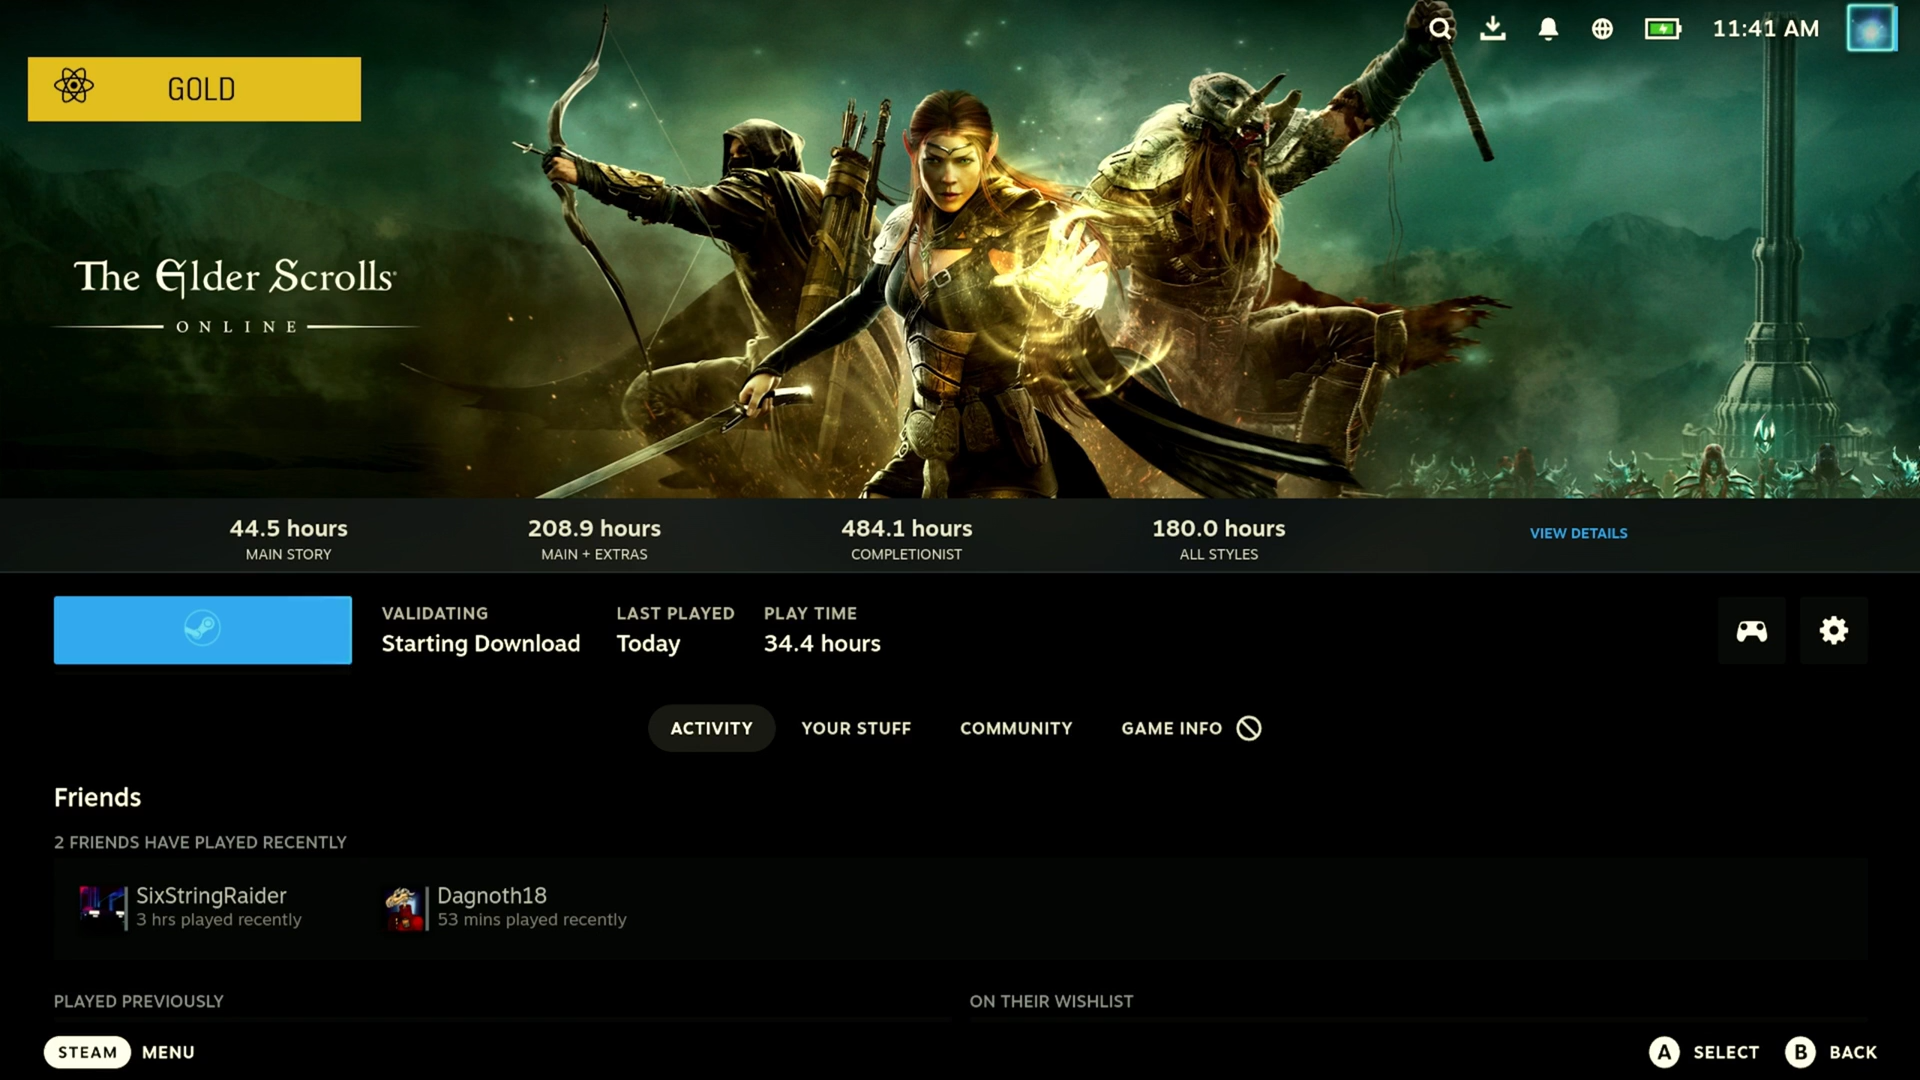 11:41 AM
GOLD
The Elder Scrolls
ONLINE
44.5 hours
MAIN STORY
208.9 hours
MAIN + EXTRAS
484.1 hours
COMPLETIONIST
180.0 hours
ALL STYLES
VIEW DETAILS
VALIDATING
Starting Download
LAST PLAYED
Today
PLAY TIME
34.4 hours
ACTIVITY
YOUR STUFF
COMMUNITY
GAME INFO
Friends
2 FRIENDS HAVE PLAYED RECENTLY
SixStringRaider
3 hrs played recently
Dagnoth18
53 mins played recently
PLAYED PREVIOUSLY
ON THEIR WISHLIST
STEAM MENU
A SELECT B BACK